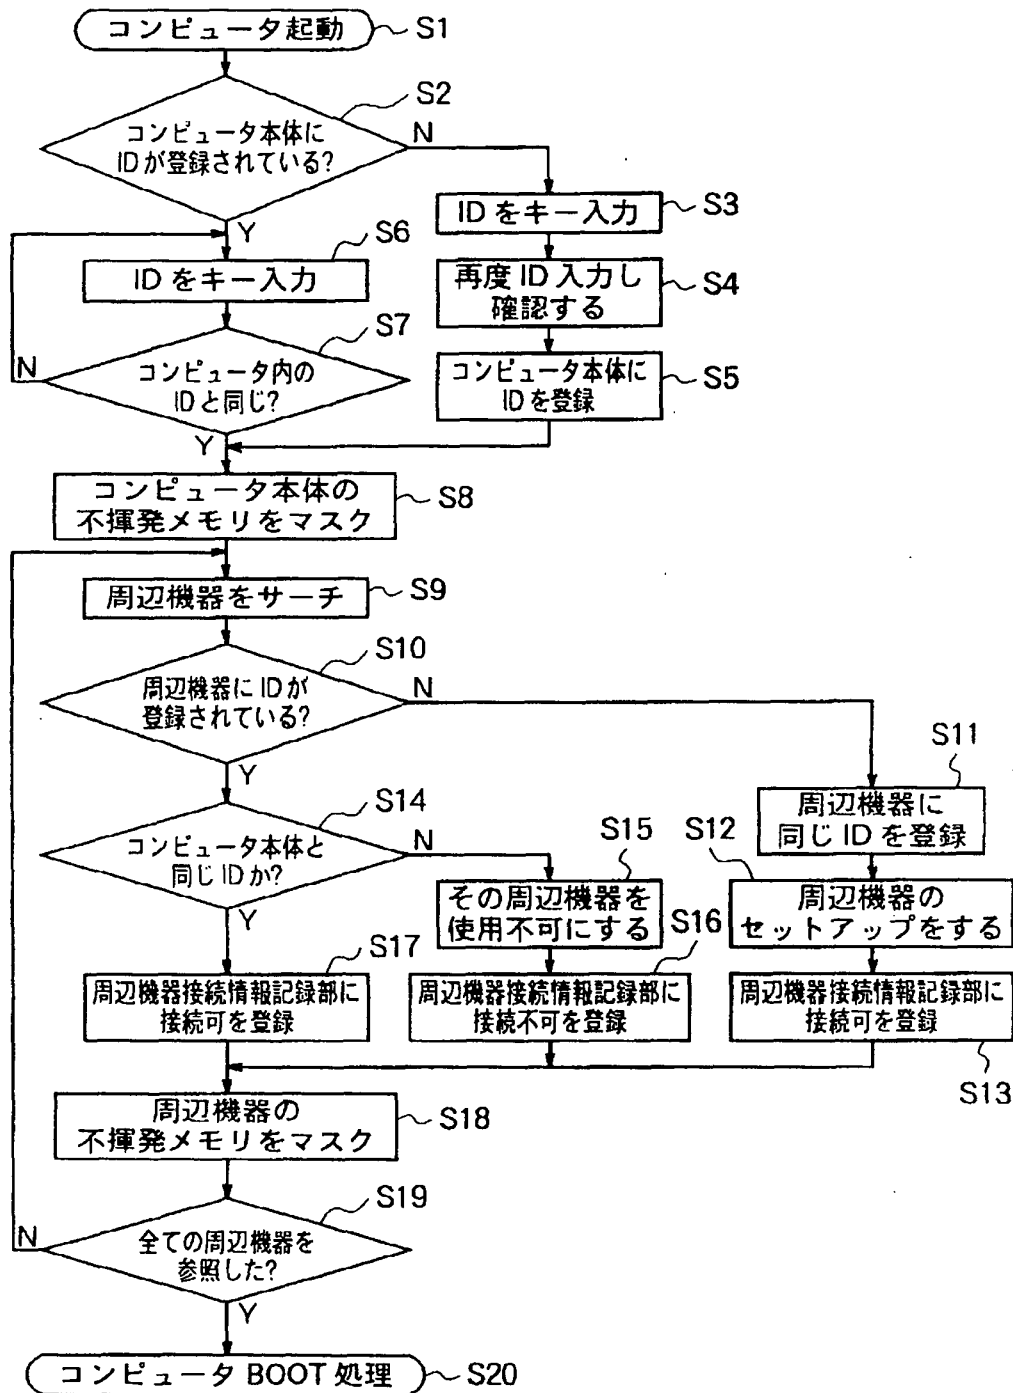 コンピュータ起動
S1
S2
コンピュータ本体に
IDが登録されている?
N
Y
S3
IDをキー入力
S4
再度ID入力し
確認する
S5
コンピュータ本体に
IDを登録
S6
IDをキー入力
S7
コンピュータ内の
IDと同じ?
N
Y
コンピュータ本体の
不揮発メモリをマスク
S8
周辺機器をサーチ
S9
S10
周辺機器にIDが
登録されている?
N
Y
S11
周辺機器に
同じIDを登録
S12
周辺機器の
セットアップをする
周辺機器接続情報記録部に
接続可を登録
S13
S14
コンピュータ本体と
同じIDか?
N
Y
S15
その周辺機器を
使用不可にする
S16
周辺機器接続情報記録部に
接続不可を登録
S17
周辺機器接続情報記録部に
接続可を登録
周辺機器の
不揮発メモリをマスク
S18
S19
全ての周辺機器を
参照した?
N
Y
コンピュータBOOT処理
S20